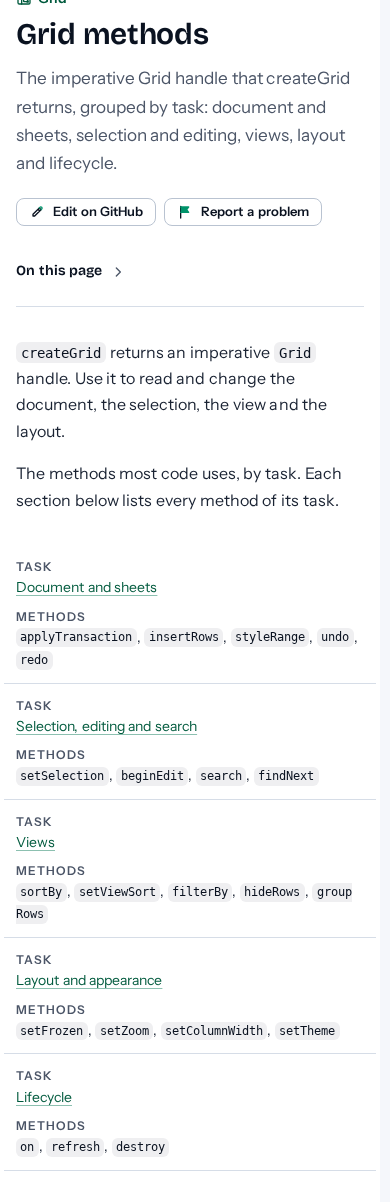 Grid
Grid methods
The imperative Grid handle that createGrid
returns, grouped by task: document and
sheets, selection and editing, views, layout
and lifecycle.
Edit on GitHub
Report a problem
On this page
createGrid returns an imperative Grid
handle. Use it to read and change the
document, the selection, the view and the
layout.
The methods most code uses, by task. Each
section below lists every method of its task.
TASK
Document and sheets
METHODS
applyTransaction, insertRows, styleRange, undo,
redo
TASK
Selection, editing and search
METHODS
setSelection, beginEdit, search, findNext
TASK
Views
METHODS
sortBy, setViewSort, filterBy, hideRows, group
Rows
TASK
Layout and appearance
METHODS
setFrozen, setZoom, setColumnWidth, setTheme
TASK
Lifecycle
METHODS
on, refresh, destroy